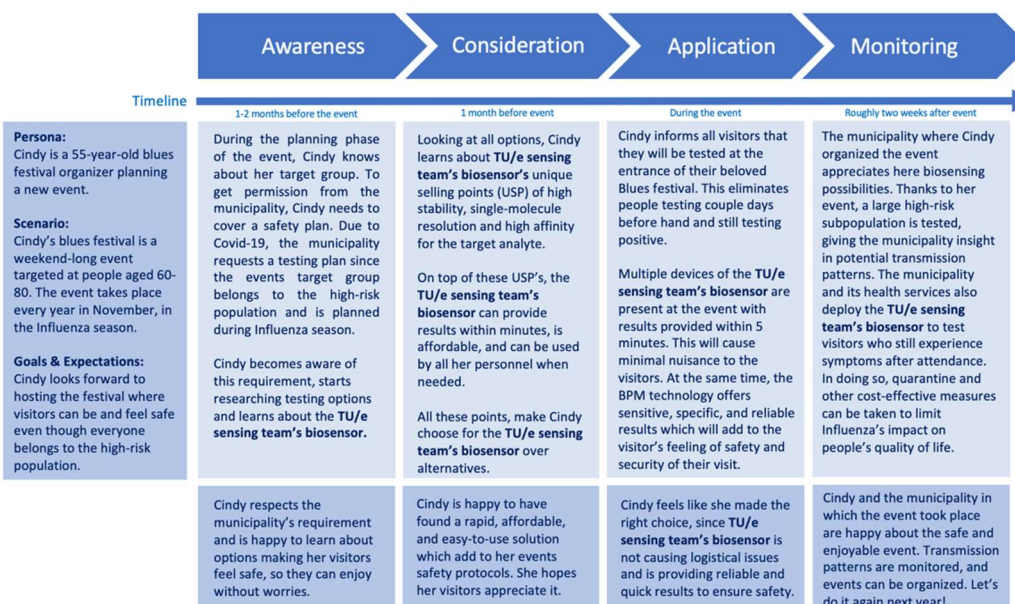 Awareness
Consideration
Application
Monitoring
Timeline
1-2 months before the event
1 month before event
During the event
Roughly two weeks after event
Persona:
Cindy is a 55-year-old blues
festival organizer planning
a new event.
Scenario:
Cindy's blues festival is a
weekend-long event
targeted at people aged 60-
80. The event takes place
every year in November, in
the Influenza season.
Goals & Expectations:
Cindy looks forward to
hosting the festival where
visitors can be and feel safe
even though everyone
belongs to the high-risk
population.
During the planning phase
of the event, Cindy knows
about her target group. To
get permission from the
municipality, Cindy needs to
cover a safety plan. Due to
Covid-19, the municipality
requests a testing plan since
the events target group
belongs to the high-risk
population and is planned
during Influenza season.
Cindy becomes aware of
this requirement, starts
researching testing options
and learns about the TU/e
sensing team's biosensor.
Looking at all options, Cindy
learns about TU/e sensing
team's biosensor's unique
selling points (USP) of high
stability, single-molecule
resolution and high affinity
for the target analyte.
On top of these USP's, the
TU/e sensing team's
biosensor can provide
results within minutes, is
affordable, and can be used
by all her personnel when
needed.
All these points, make Cindy
choose for the TU/e sensing
team's biosensor over
alternatives.
Cindy informs all visitors that
they will be tested at the
entrance of their beloved
Blues festival. This eliminates
people testing couple days
before hand and still testing
positive.
Multiple devices of the TU/e
sensing team's biosensor are
present at the event with
results provided within 5
minutes. This will cause
minimal nuisance to the
visitors. At the same time, the
BPM technology offers
sensitive, specific, and reliable
results which will add to the
visitor's feeling of safety and
security of their visit.
The municipality where Cindy
organized the event
appreciates here biosensing
possibilities. Thanks to her
event, a large high-risk
subpopulation is tested,
giving the municipality insight
in potential transmission
patterns. The municipality
and its health services also
deploy the TU/e sensing
team's biosensor to test
visitors who still experience
symptoms after attendance.
In doing so, quarantine and
other cost-effective measures
can be taken to limit
Influenza's impact on
people's quality of life.
Cindy respects the
municipality's requirement
and is happy to learn about
options making her visitors
feel safe, so they can enjoy
without worries.
Cindy is happy to have
found a rapid, affordable,
and easy-to-use solution
which add to her events
safety protocols. She hopes
her visitors appreciate it.
Cindy feels like she made the
right choice, since TU/e
sensing team's biosensor is
not causing logistical issues
and is providing reliable and
quick results to ensure safety.
Cindy and the municipality in
which the event took place
are happy about the safe and
enjoyable event. Transmission
patterns are monitored, and
events can be organized. Let's
do it again next year!